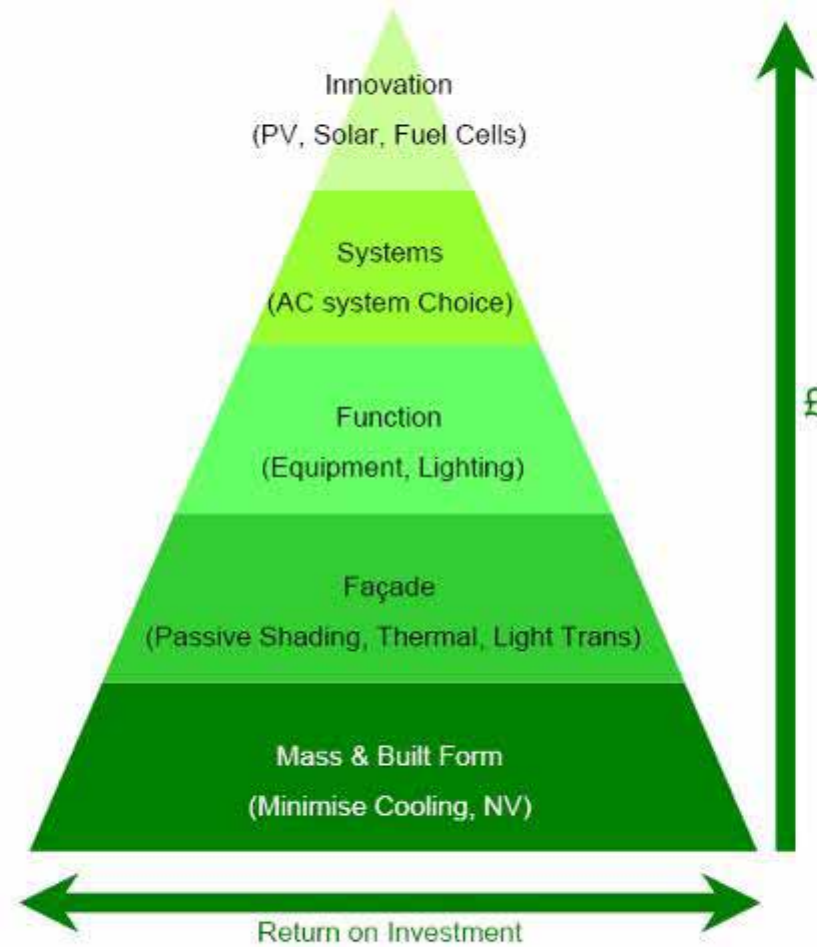 Innovation
(PV, Solar, Fuel Cells)
Systems
(AC system Choice)
Function
(Equipment, Lighting)
Façade
(Passive Shading, Thermal, Light Trans)
Mass & Built Form
(Minimise Cooling, NV)
£
Return on Investment